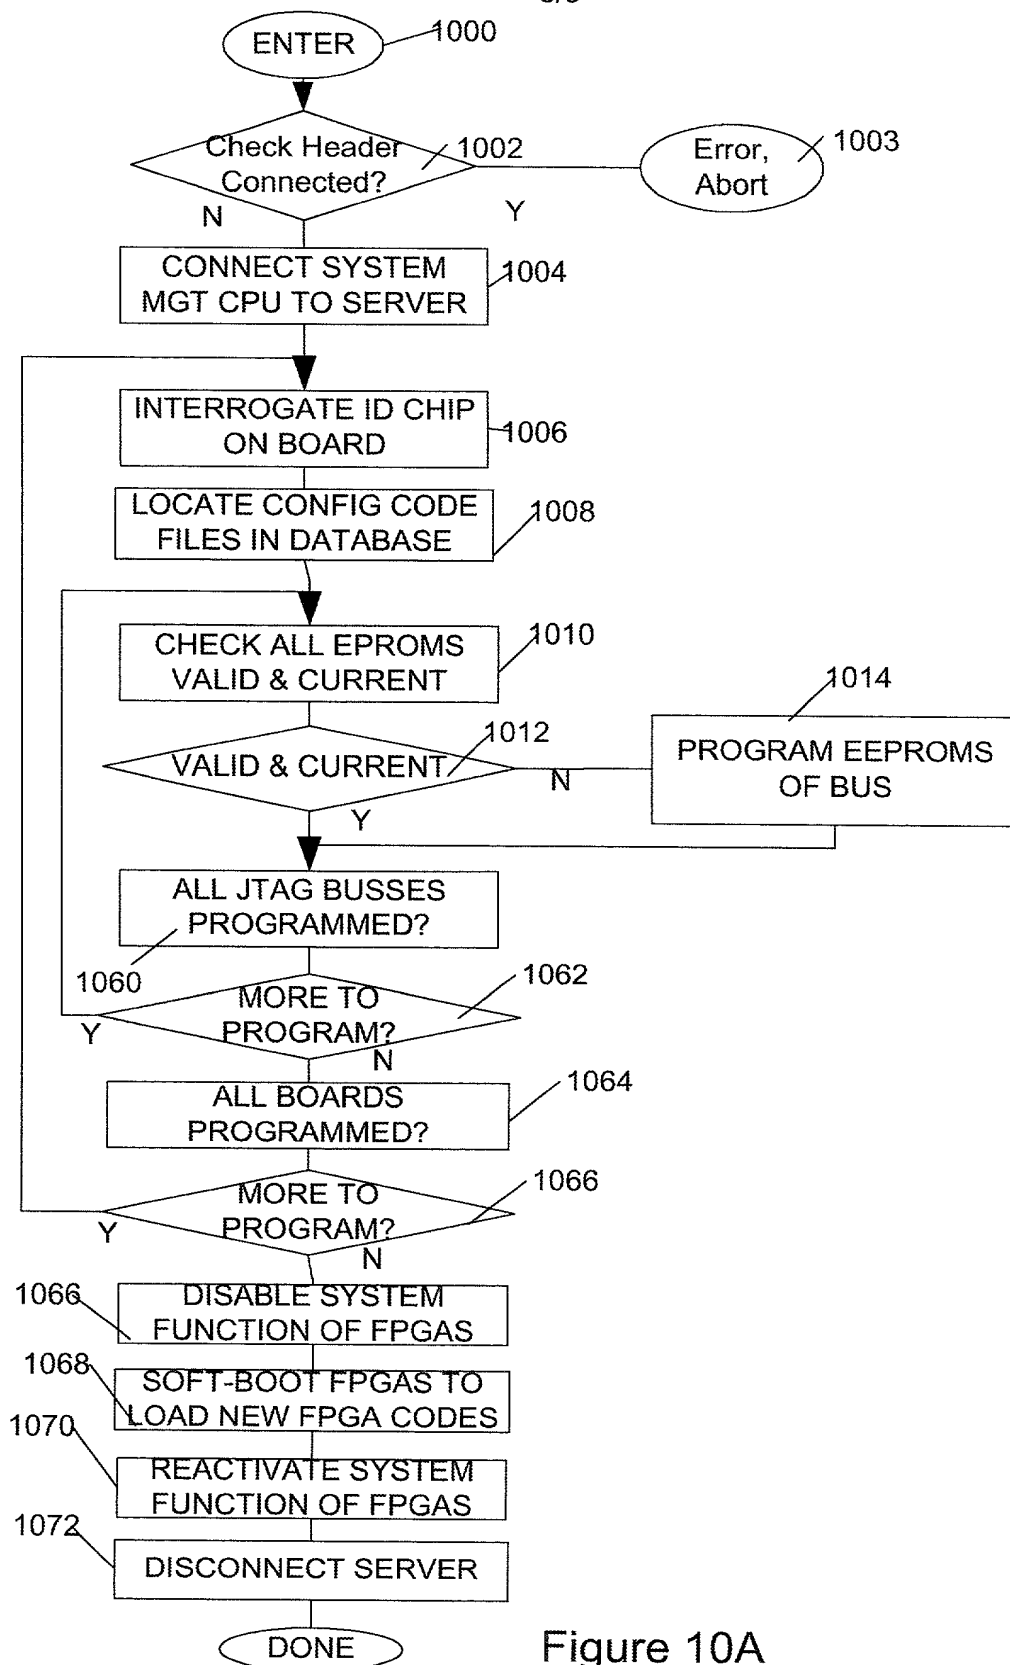 ENTER
1000
Check Header
Connected?
1002
Error,
Abort
1003
N
Y
CONNECT SYSTEM
MGT CPU TO SERVER
1004
INTERROGATE ID CHIP
ON BOARD
1006
LOCATE CONFIG CODE
FILES IN DATABASE
1008
CHECK ALL EPROMS
VALID & CURRENT
1010
VALID & CURRENT
1012
N
Y
1014
PROGRAM EEPROMS
OF BUS
ALL JTAG BUSSES
PROGRAMMED?
1060
MORE TO
PROGRAM?
1062
Y
N
ALL BOARDS
PROGRAMMED?
1064
MORE TO
PROGRAM?
1066
Y
N
1066
DISABLE SYSTEM
FUNCTION OF FPGAS
1068
SOFT-BOOT FPGAS TO
LOAD NEW FPGA CODES
1070
REACTIVATE SYSTEM
FUNCTION OF FPGAS
1072
DISCONNECT SERVER
DONE
Figure 10A